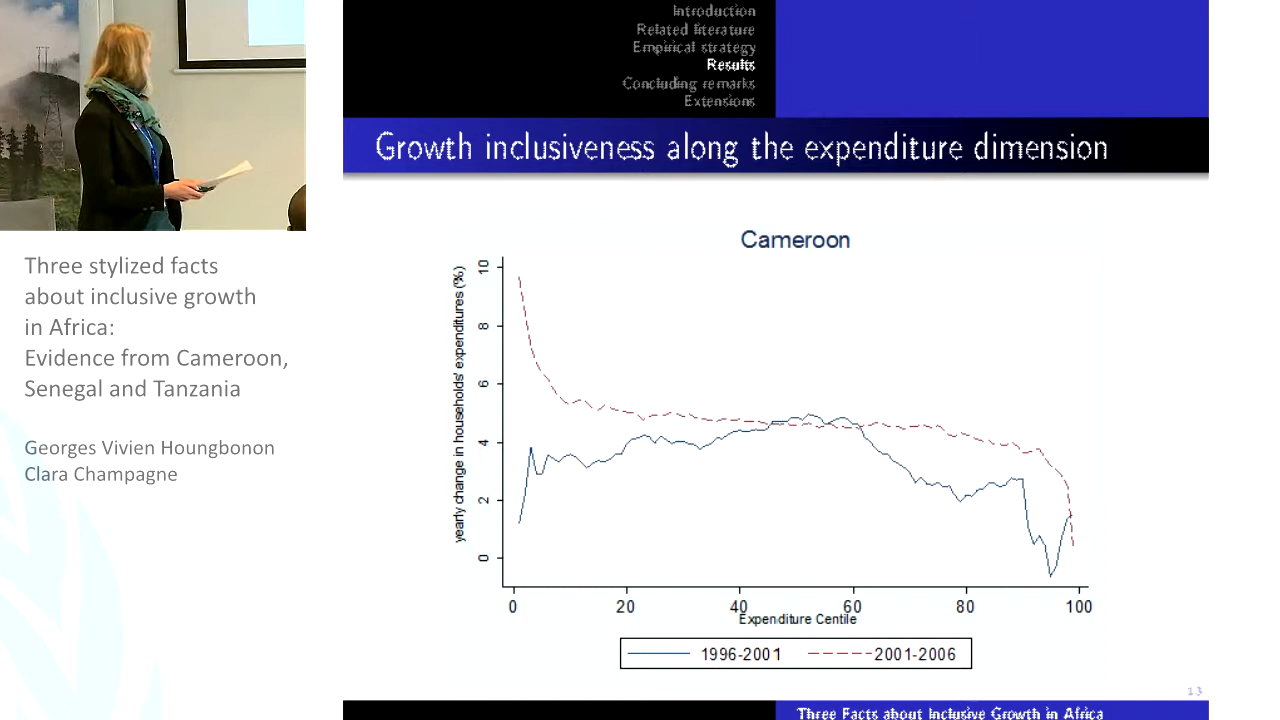 Introduction
Related literature
Empirical strategy
Results
Concluding remarks
Extensions
Growth inclusiveness along the expenditure dimension
Three stylized facts
about inclusive growth
in Africa:
Evidence from Cameroon,
Senegal and Tanzania
Georges Vivien Houngbonon
Clara Champagne
Cameroon
yearly change in households' expenditures (%)
10
8
6
4
2
0
0 20 40 60 80 100
Expenditure Centile
1996-2001 2001-2006
13
Three Facts about Inclusive Growth in Africa